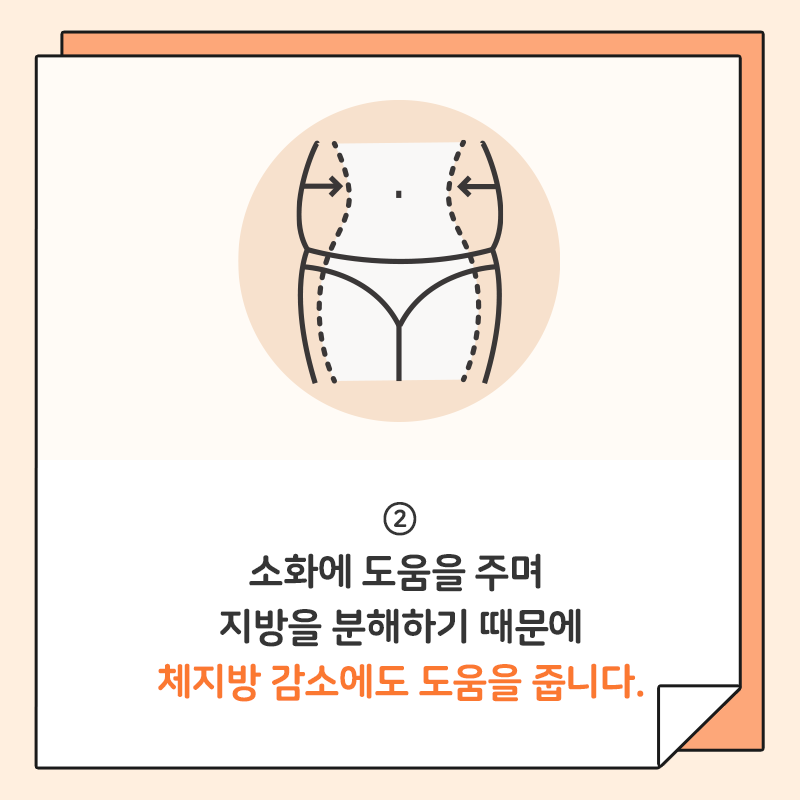 ②
소화에 도움을 주며
지방을 분해하기 때문에
체지방 감소에도 도움을 줍니다.